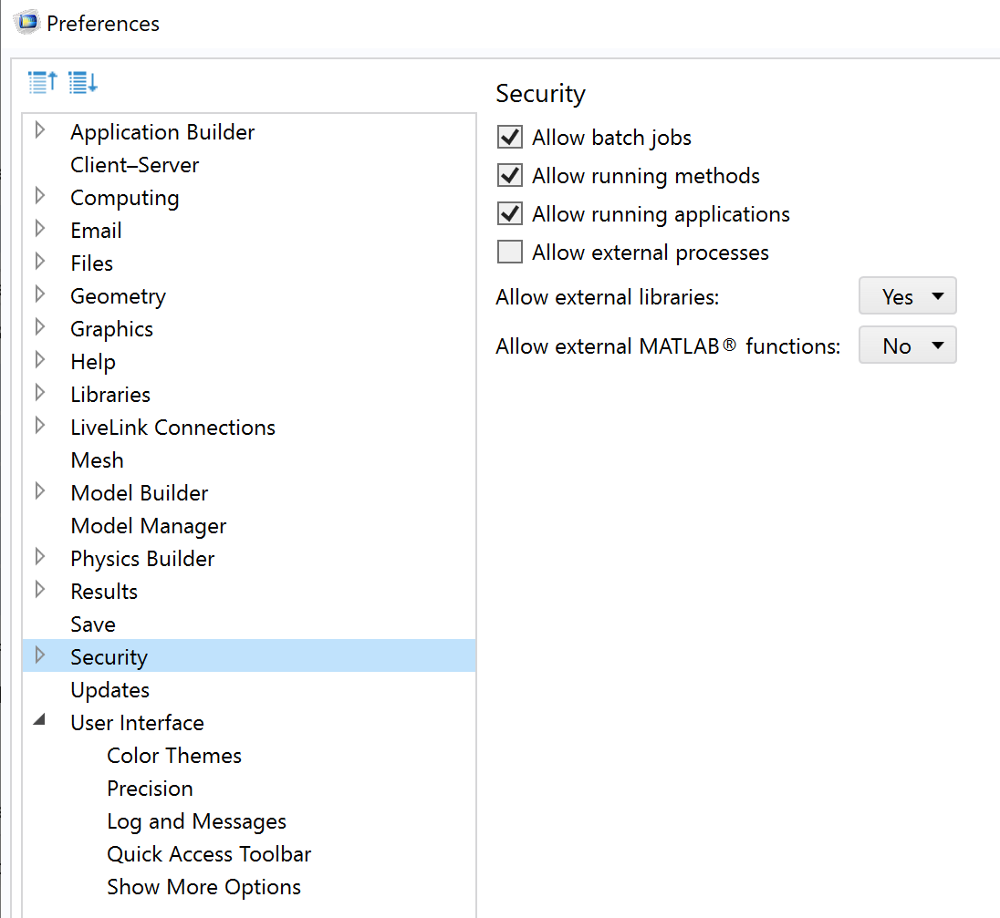 Preferences
Application Builder
Client–Server
Computing
Email
Files
Geometry
Graphics
Help
Libraries
LiveLink Connections
Mesh
Model Builder
Model Manager
Physics Builder
Results
Save
Security
Updates
User Interface
Color Themes
Precision
Log and Messages
Quick Access Toolbar
Show More Options
Security
Allow batch jobs
Allow running methods
Allow running applications
Allow external processes
Allow external libraries: Yes
Allow external MATLAB® functions: No